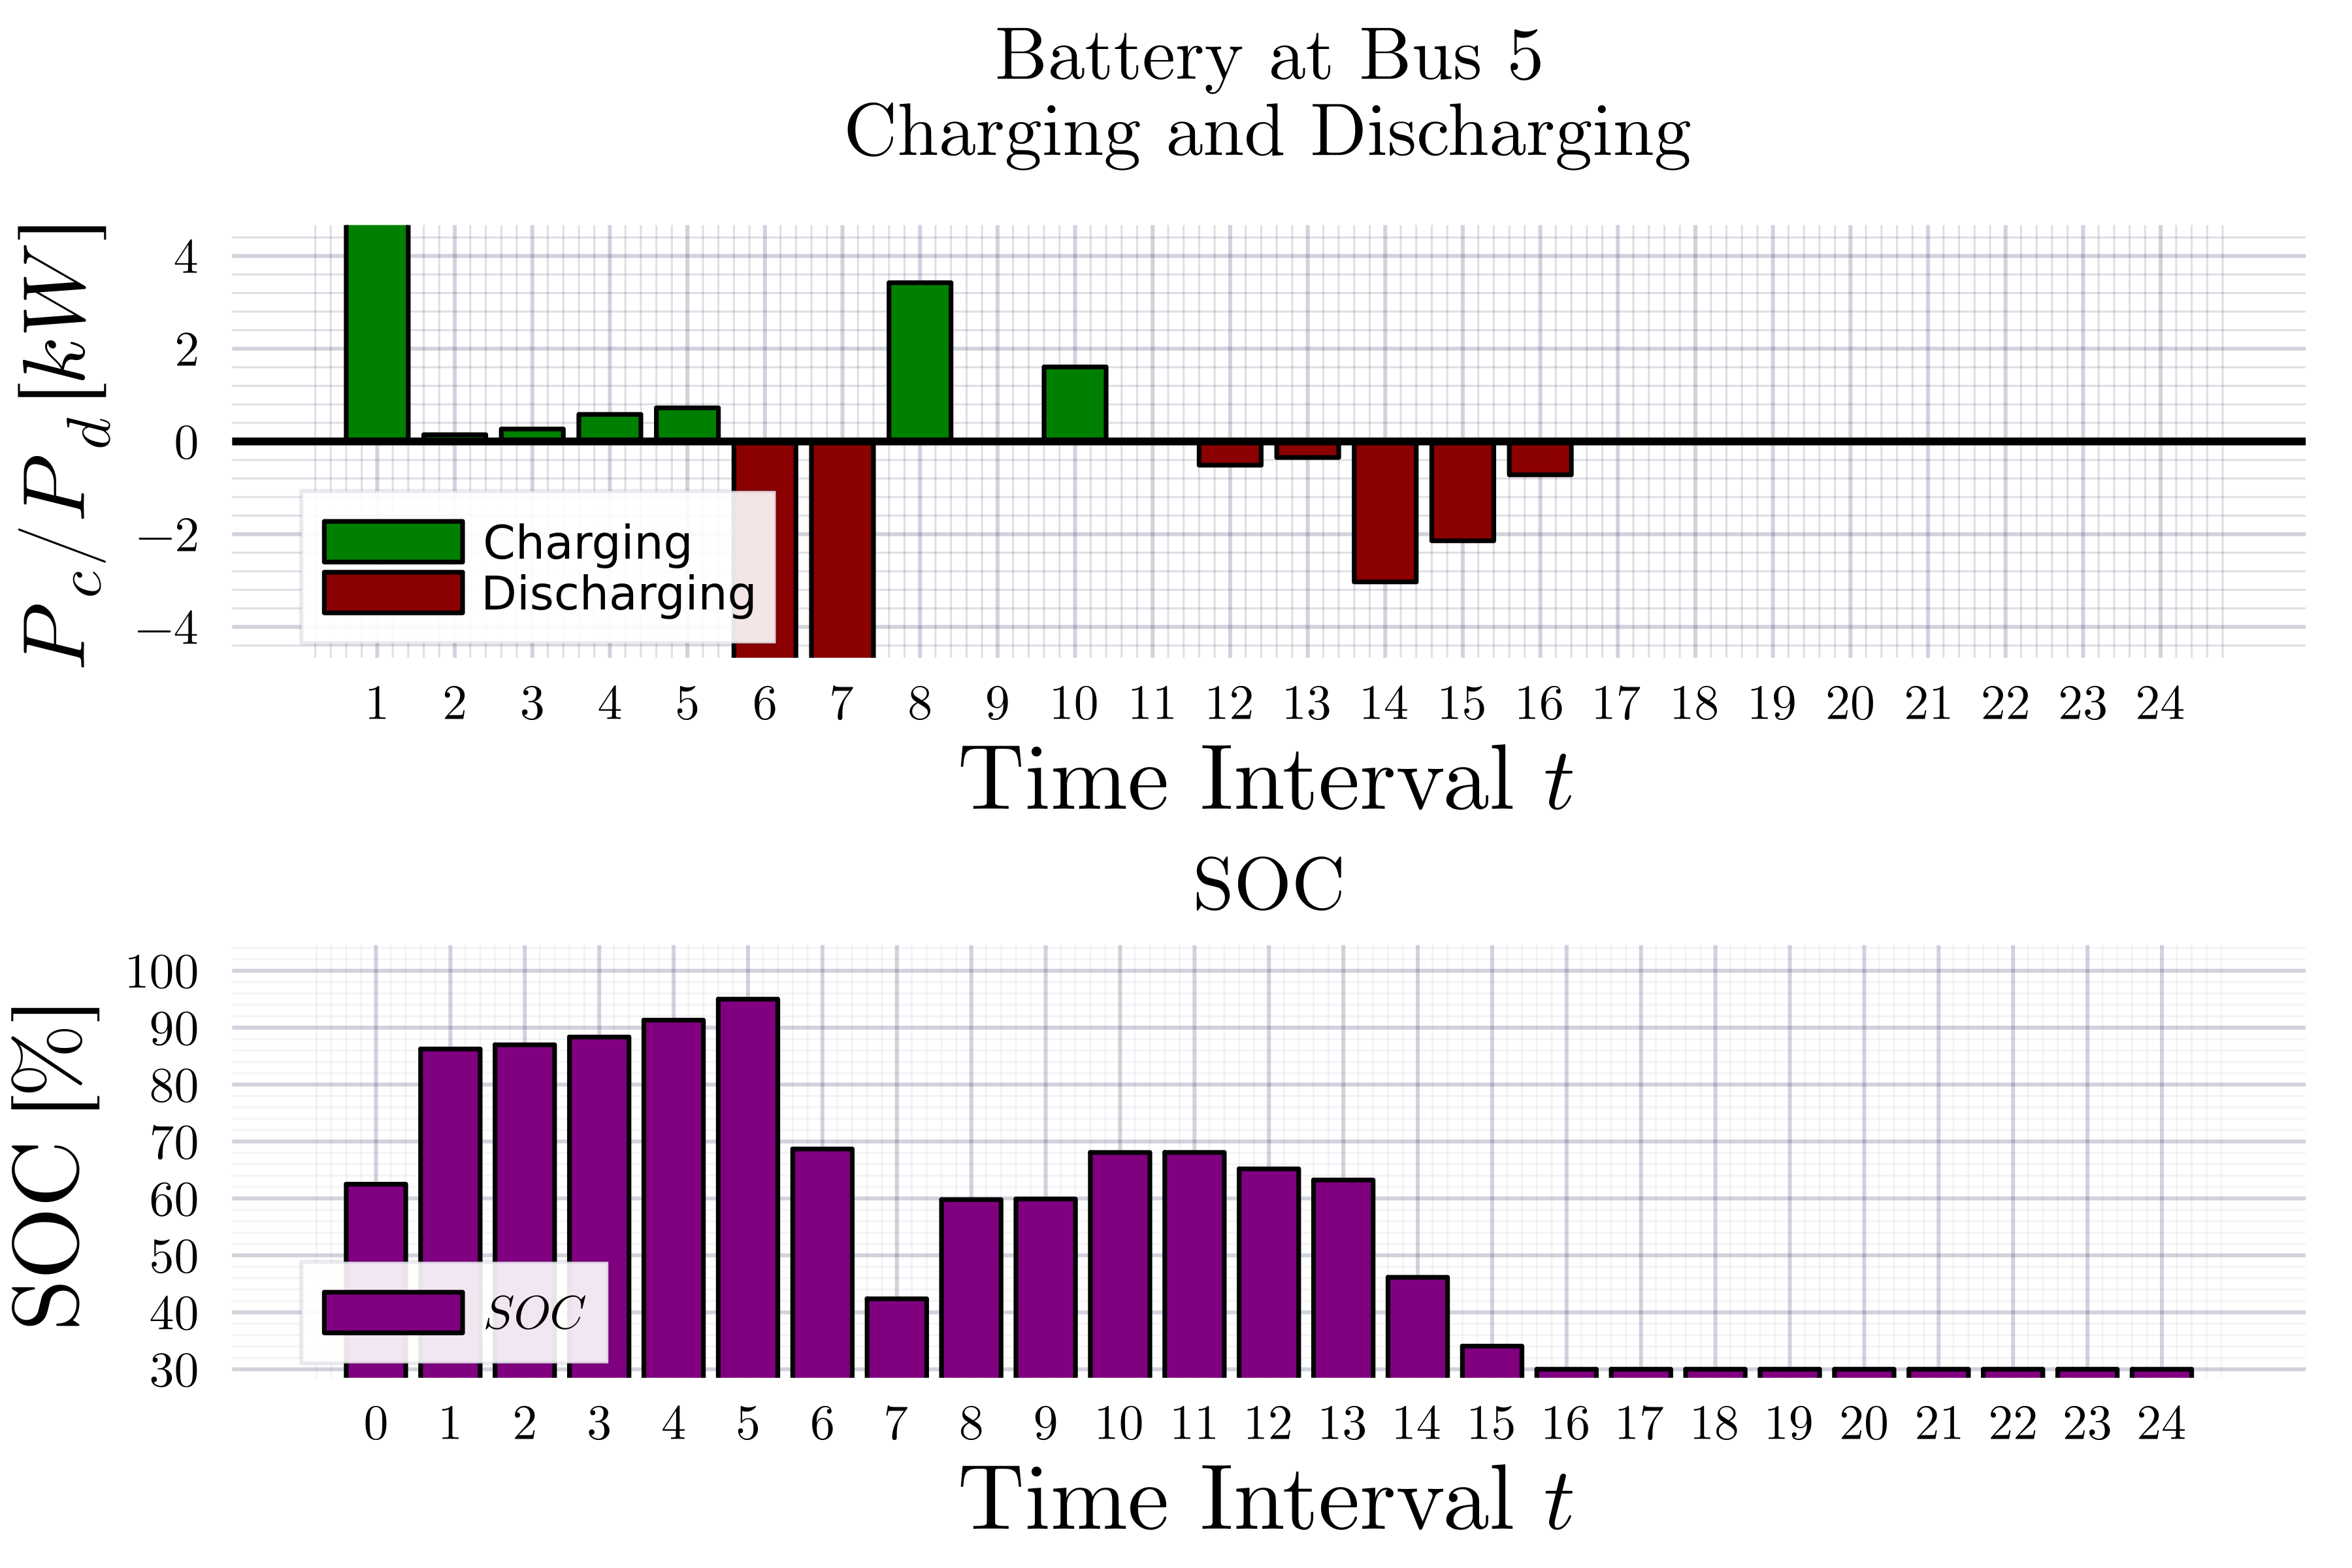 Battery at Bus 5
Charging and Discharging
P_c/P_d [kW]
4
2
0
−2
−4
Charging
Discharging
1 2 3 4 5 6 7 8 9 10 11 12 13 14 15 16 17 18 19 20 21 22 23 24
Time Interval t
SOC
SOC [%]
100
90
80
70
60
50
40
30
SOC
0 1 2 3 4 5 6 7 8 9 10 11 12 13 14 15 16 17 18 19 20 21 22 23 24
Time Interval t